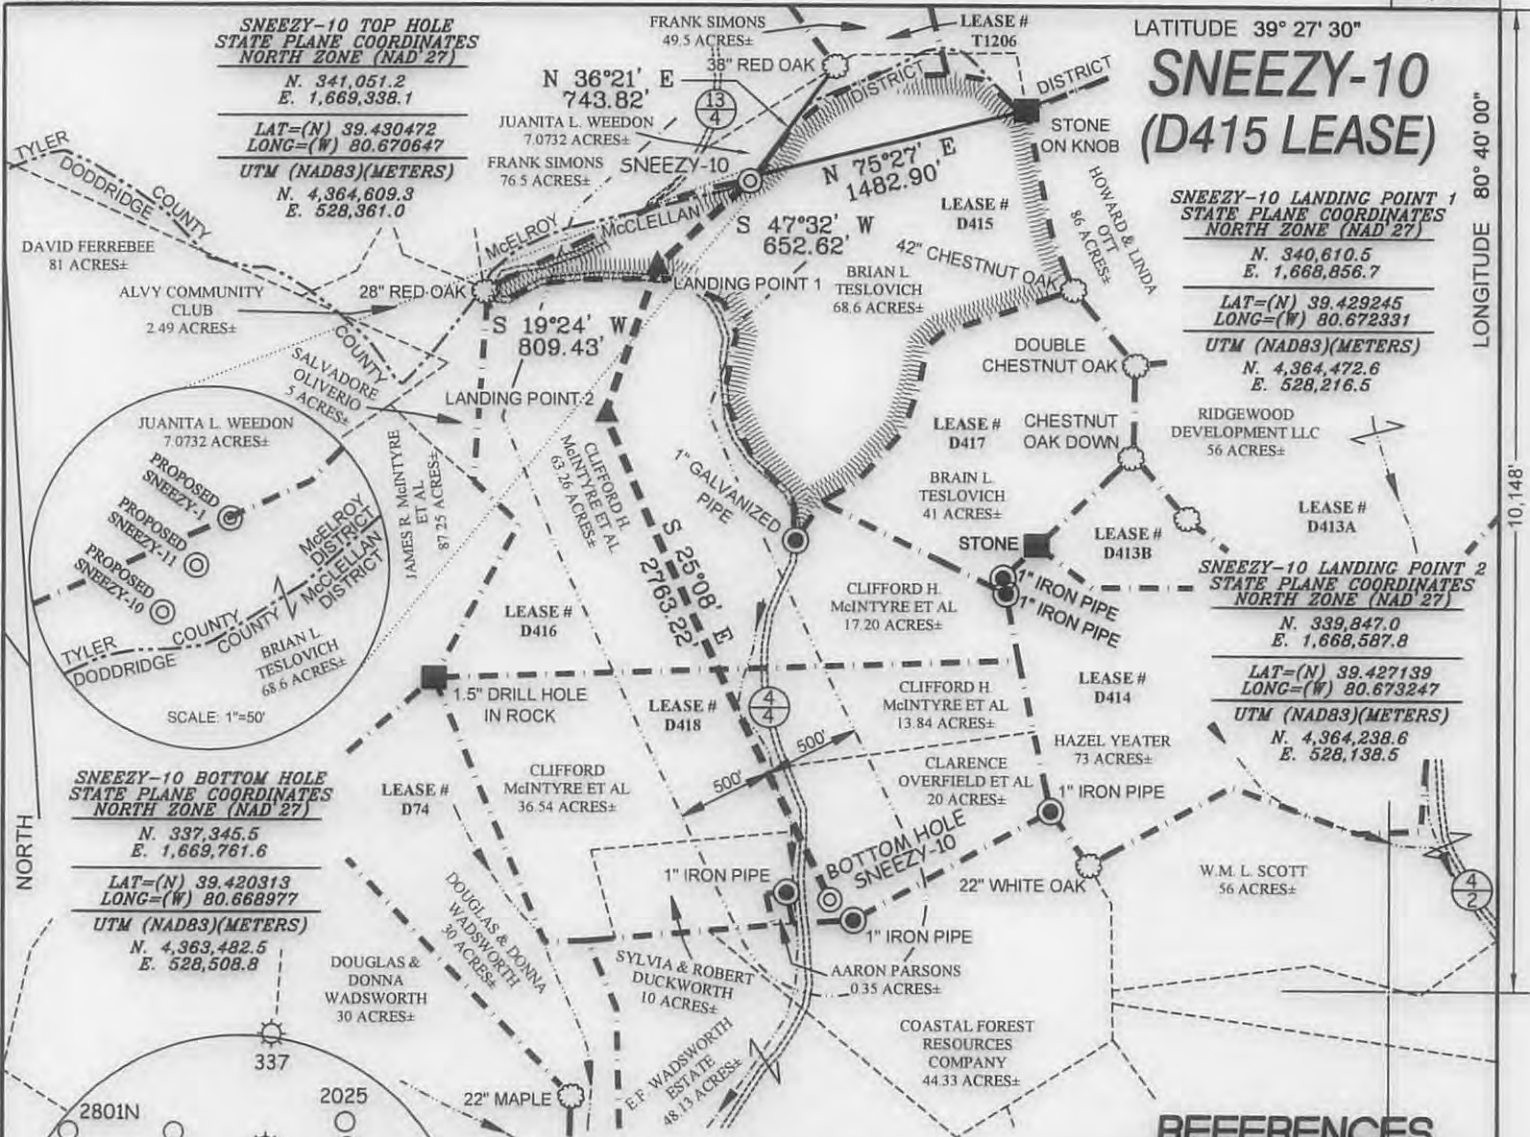 LATITUDE 39° 27' 30"
SNEEZY-10
(D415 LEASE)
LONGITUDE 80° 40' 00"
10,148'
NORTH
SNEEZY-10 TOP HOLE
STATE PLANE COORDINATES
NORTH ZONE (NAD'27)
N. 341,051.2
E. 1,669,338.1
LAT=(N) 39.430472
LONG=(W) 80.670647
UTM (NAD83)(METERS)
N. 4,364,609.3
E. 528,361.0
FRANK SIMONS
49.5 ACRES±
LEASE #
T1206
38" RED OAK
N 36°21' E
743.82'
13
4
JUANITA L. WEEDON
7.0732 ACRES±
FRANK SIMONS
76.5 ACRES±
SNEEZY-10
DISTRICT
DISTRICT
STONE
ON KNOB
N 75°27' E
1482.90'
McELROY
McCLELLAN
S 47°32' W
652.62'
LEASE #
D415
HOWARD & LINDA
OTT
86 ACRES±
42" CHESTNUT OAK
BRIAN L.
TESLOVICH
68.6 ACRES±
LANDING POINT 1
SNEEZY-10 LANDING POINT 1
STATE PLANE COORDINATES
NORTH ZONE (NAD'27)
N. 340,610.5
E. 1,668,856.7
LAT=(N) 39.429245
LONG=(W) 80.672331
UTM (NAD83)(METERS)
N. 4,364,472.6
E. 528,216.5
TYLER
DODDRIDGE
COUNTY
COUNTY
DAVID FERREBEE
81 ACRES±
ALVY COMMUNITY
CLUB
2.49 ACRES±
28" RED OAK
S 19°24' W
809.43'
SALVADORE
OLIVERIO
5 ACRES±
LANDING POINT 2
DOUBLE
CHESTNUT OAK
CHESTNUT
OAK DOWN
LEASE #
D417
RIDGEWOOD
DEVELOPMENT LLC
56 ACRES±
BRAIN L.
TESLOVICH
41 ACRES±
LEASE #
D413A
LEASE #
D413B
STONE
1" IRON PIPE
1" IRON PIPE
1" GALVANIZED
PIPE
CLIFFORD H.
McINTYRE ET AL
63.26 ACRES±
JAMES R. McINTYRE
ET AL
87.25 ACRES±
S 25°08' E
2763.22'
JUANITA L. WEEDON
7.0732 ACRES±
PROPOSED
SNEEZY-1
PROPOSED
SNEEZY-11
PROPOSED
SNEEZY-10
McELROY
DISTRICT
McCLELLAN
DISTRICT
TYLER
COUNTY
DODDRIDGE
COUNTY
BRIAN L.
TESLOVICH
68.6 ACRES±
SCALE: 1"=50'
LEASE #
D416
CLIFFORD H.
McINTYRE ET AL
17.20 ACRES±
SNEEZY-10 LANDING POINT 2
STATE PLANE COORDINATES
NORTH ZONE (NAD'27)
N. 339,847.0
E. 1,668,587.8
LAT=(N) 39.427139
LONG=(W) 80.673247
UTM (NAD83)(METERS)
N. 4,364,238.6
E. 528,138.5
1.5" DRILL HOLE
IN ROCK
LEASE #
D418
4
4
CLIFFORD H
McINTYRE ET AL
13.84 ACRES±
LEASE #
D414
500'
500'
HAZEL YEATER
73 ACRES±
CLARENCE
OVERFIELD ET AL
20 ACRES±
1" IRON PIPE
CLIFFORD
McINTYRE ET AL
36.54 ACRES±
LEASE #
D74
SNEEZY-10 BOTTOM HOLE
STATE PLANE COORDINATES
NORTH ZONE (NAD'27)
N. 337,345.5
E. 1,669,761.6
LAT=(N) 39.420313
LONG=(W) 80.668977
UTM (NAD83)(METERS)
N. 4,363,482.5
E. 528,508.8
BOTTOM HOLE
SNEEZY-10
1" IRON PIPE
22" WHITE OAK
W.M. L. SCOTT
56 ACRES±
4
2
1" IRON PIPE
DOUGLAS & DONNA
WADSWORTH
30 ACRES±
DOUGLAS &
DONNA
WADSWORTH
30 ACRES±
SYLVIA & ROBERT
DUCKWORTH
10 ACRES±
AARON PARSONS
0.35 ACRES±
COASTAL FOREST
RESOURCES
COMPANY
44.33 ACRES±
E.F. WADSWORTH
ESTATE
48.13 ACRES±
22" MAPLE
337
2025
2801N
REFERENCES